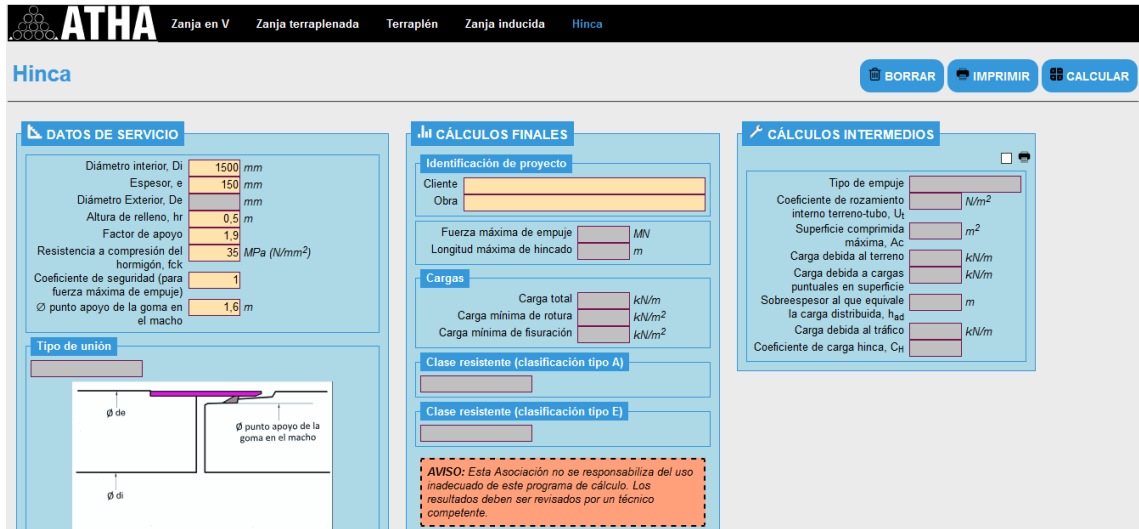 ATHA
Zanja en V Zanja terraplenada Terraplén Zanja inducida Hinca
Hinca
BORRAR IMPRIMIR CALCULAR
DATOS DE SERVICIO
Diámetro interior, Di 1500 mm
Espesor, e 150 mm
Diámetro Exterior, De mm
Altura de relleno, hr 0,5 m
Factor de apoyo 1,9
Resistencia a compresión del 35 MPa (N/mm2)
hormigón, fck
Coeficiente de seguridad (para 1
fuerza máxima de empuje)
Ø punto apoyo de la goma en 1,6 m
el macho
Tipo de unión
ø de
ø punto apoyo de la
goma en el macho
ø di
CÁLCULOS FINALES
Identificación de proyecto
Cliente
Obra
Fuerza máxima de empuje MN
Longitud máxima de hincado m
Cargas
Carga total kN/m
Carga mínima de rotura kN/m2
Carga mínima de fisuración kN/m2
Clase resistente (clasificación tipo A)
Clase resistente (clasificación tipo E)
AVISO: Esta Asociación no se responsabiliza del uso
inadecuado de este programa de cálculo. Los
resultados deben ser revisados por un técnico
competente.
CÁLCULOS INTERMEDIOS
Tipo de empuje
Coeficiente de rozamiento N/m2
interno terreno-tubo, Ut
Superficie comprimida m2
máxima, Ac
Carga debida al terreno kN/m
Carga debida a cargas kN/m
puntuales en superficie
Sobreespesor al que equivale m
la carga distribuida, had
Carga debida al tráfico kN/m
Coeficiente de carga hinca, CH